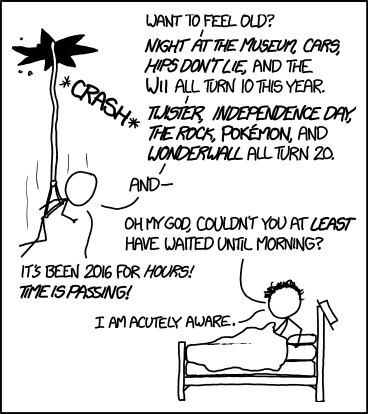 WANT TO FEEL OLD?
NIGHT AT THE MUSEUM, CARS,
HIPS DON'T LIE, AND THE
WII ALL TURN 10 THIS YEAR.
*CRASH*
TWISTER, INDEPENDENCE DAY,
THE ROCK, POKÉMON, AND
WONDERWALL ALL TURN 20.
AND—
OH MY GOD, COULDN'T YOU AT LEAST
HAVE WAITED UNTIL MORNING?
IT'S BEEN 2016 FOR HOURS!
TIME IS PASSING!
I AM ACUTELY AWARE.